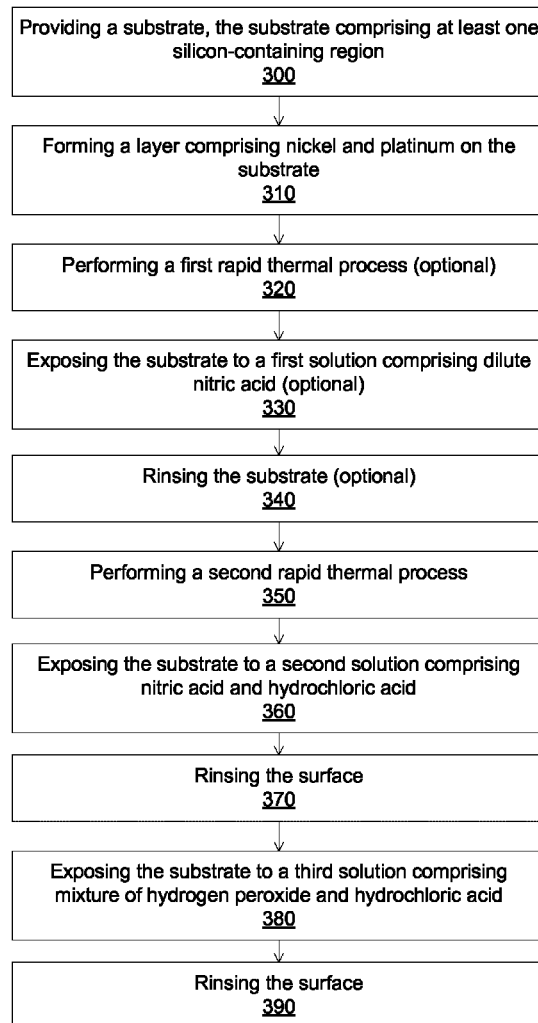 Providing a substrate, the substrate comprising at least one
silicon-containing region
300
Forming a layer comprising nickel and platinum on the
substrate
310
Performing a first rapid thermal process (optional)
320
Exposing the substrate to a first solution comprising dilute
nitric acid (optional)
330
Rinsing the substrate (optional)
340
Performing a second rapid thermal process
350
Exposing the substrate to a second solution comprising
nitric acid and hydrochloric acid
360
Rinsing the surface
370
Exposing the substrate to a third solution comprising
mixture of hydrogen peroxide and hydrochloric acid
380
Rinsing the surface
390